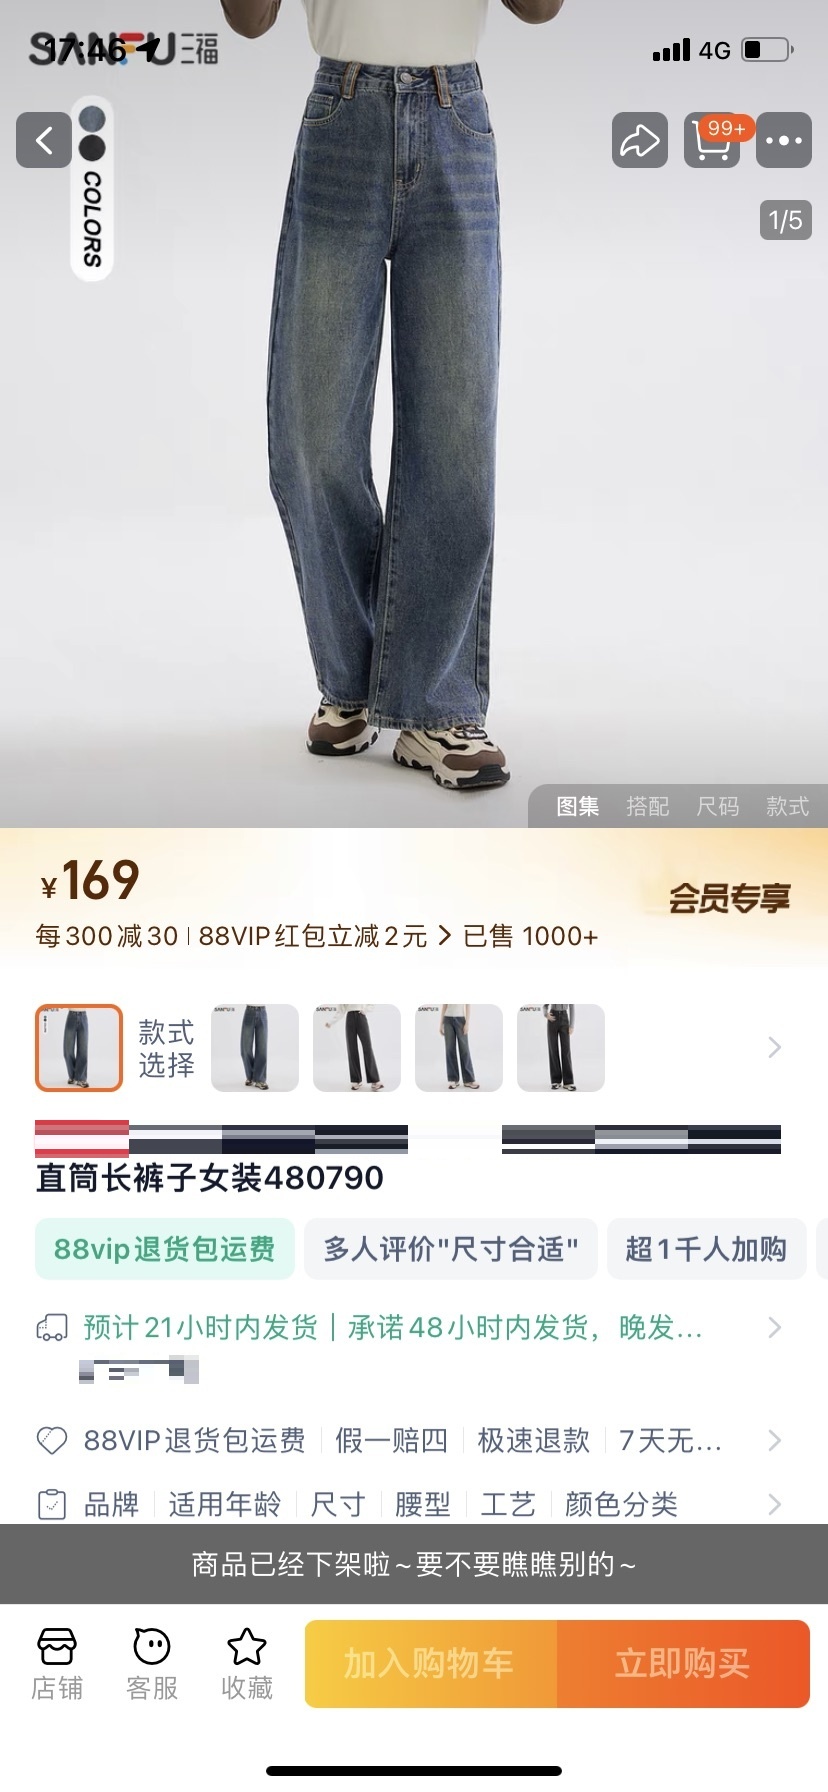 SANFU三福
17:46
4G
99+
COLORS
1/5
图集 搭配 尺码 款式
¥169
会员专享
每300减30 | 88VIP红包立减2元 > 已售 1000+
款式
选择
直筒长裤子女装480790
88vip退货包运费 多人评价"尺寸合适" 超1千人加购
预计21小时内发货｜承诺48小时内发货，晚发...
88VIP退货包运费 假一赔四 极速退款 7天无...
品牌 适用年龄 尺寸 腰型 工艺 颜色分类
商品已经下架啦~要不要瞧瞧别的~
店铺 客服 收藏 加入购物车 立即购买